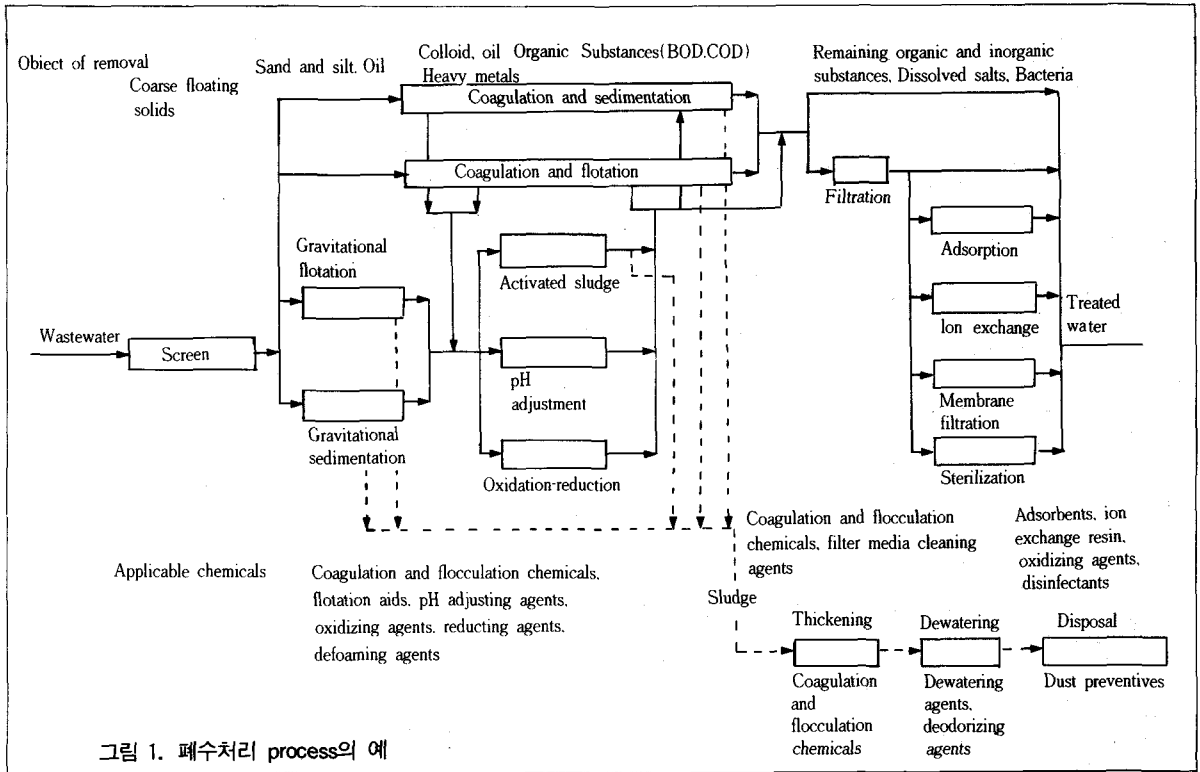 Obiect of removal
Coarse floating
solids
Sand and silt. Oil
Colloid, oil Organic Substances(BOD.COD)
Heavy metals
Remaining organic and inorganic
substances, Dissolved salts, Bacteria
Coagulation and sedimentation
Coagulation and flotation
Filtration
Gravitational
flotation
Activated sludge
Adsorption
Wastewater
Screen
Ion exchange
Treated
water
pH
adjustment
Membrane
filtration
Gravitational
sedimentation
Oxidation-reduction
Sterilization
Applicable chemicals
Coagulation and flocculation chemicals,
flotation aids, pH adjusting agents,
oxidizing agents, reducting agents,
defoaming agents
Coagulation and flocculation
chemicals, filter media cleaning
agents
Adsorbents, ion
exchange resin,
oxidizing agents,
disinfectants
Sludge
Thickening
Dewatering
Disposal
Coagulation
and
flocculation
chemicals
Dewatering
agents,
deodorizing
agents
Dust preventives
그림 1. 폐수처리 process의 예